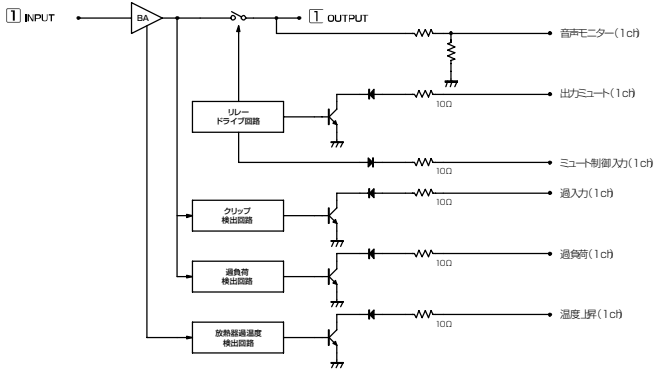 1 INPUT
BA
1 OUTPUT
音声モニター(1ch)
リレー
ドライブ回路
10Ω
出力ミュート(1ch)
10Ω
ミュート制御入力(1ch)
クリップ
検出回路
10Ω
過入力(1ch)
過負荷
検出回路
10Ω
過負荷(1ch)
放熱器過温度
検出回路
10Ω
温度上昇(1ch)